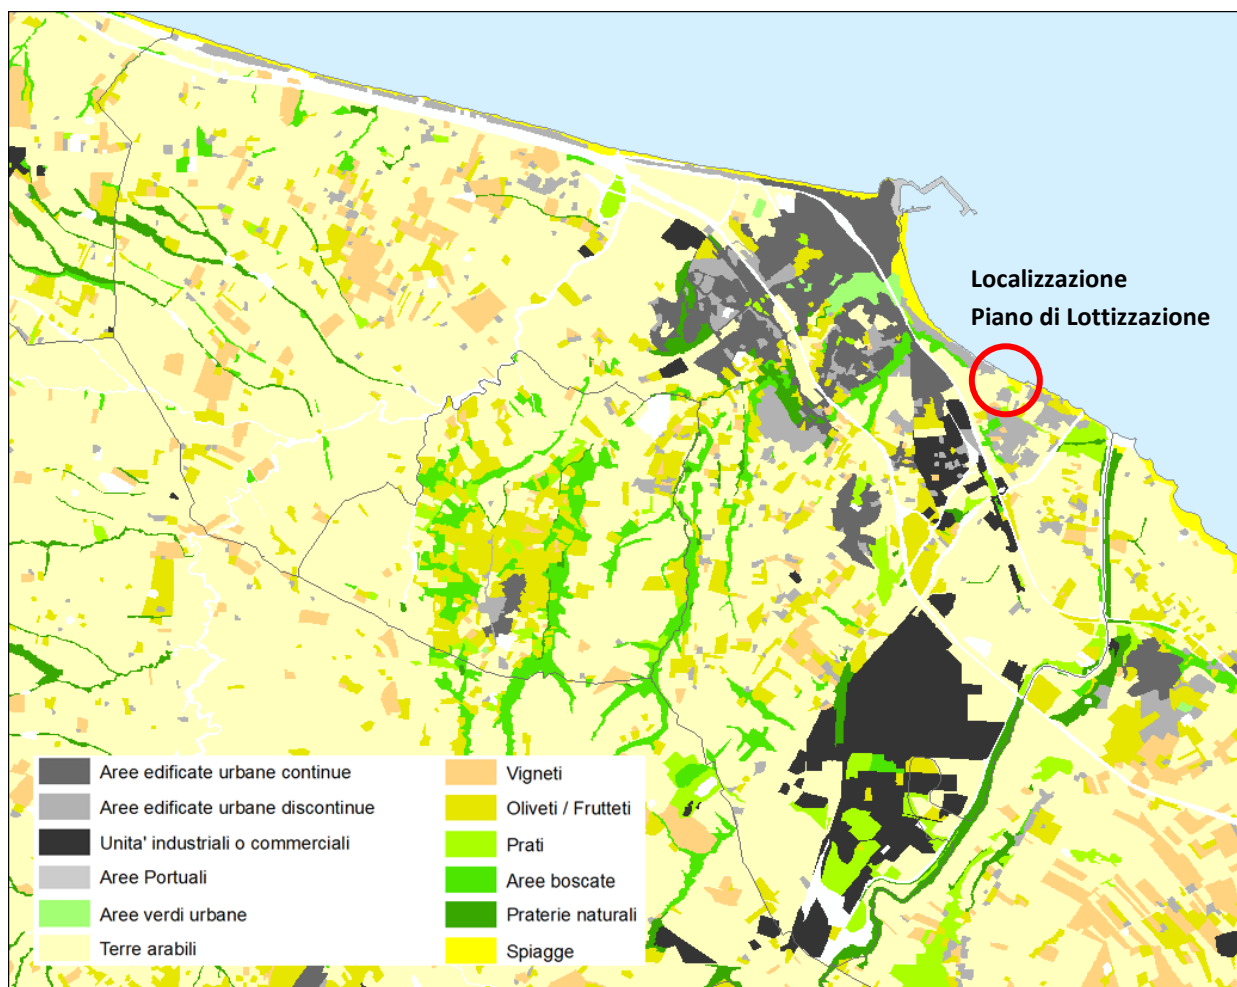 Localizzazione
Piano di Lottizzazione
Aree edificate urbane continue
Aree edificate urbane discontinue
Unita' industriali o commerciali
Aree Portuali
Aree verdi urbane
Terre arabili
Vigneti
Oliveti / Frutteti
Prati
Aree boscate
Praterie naturali
Spiagge